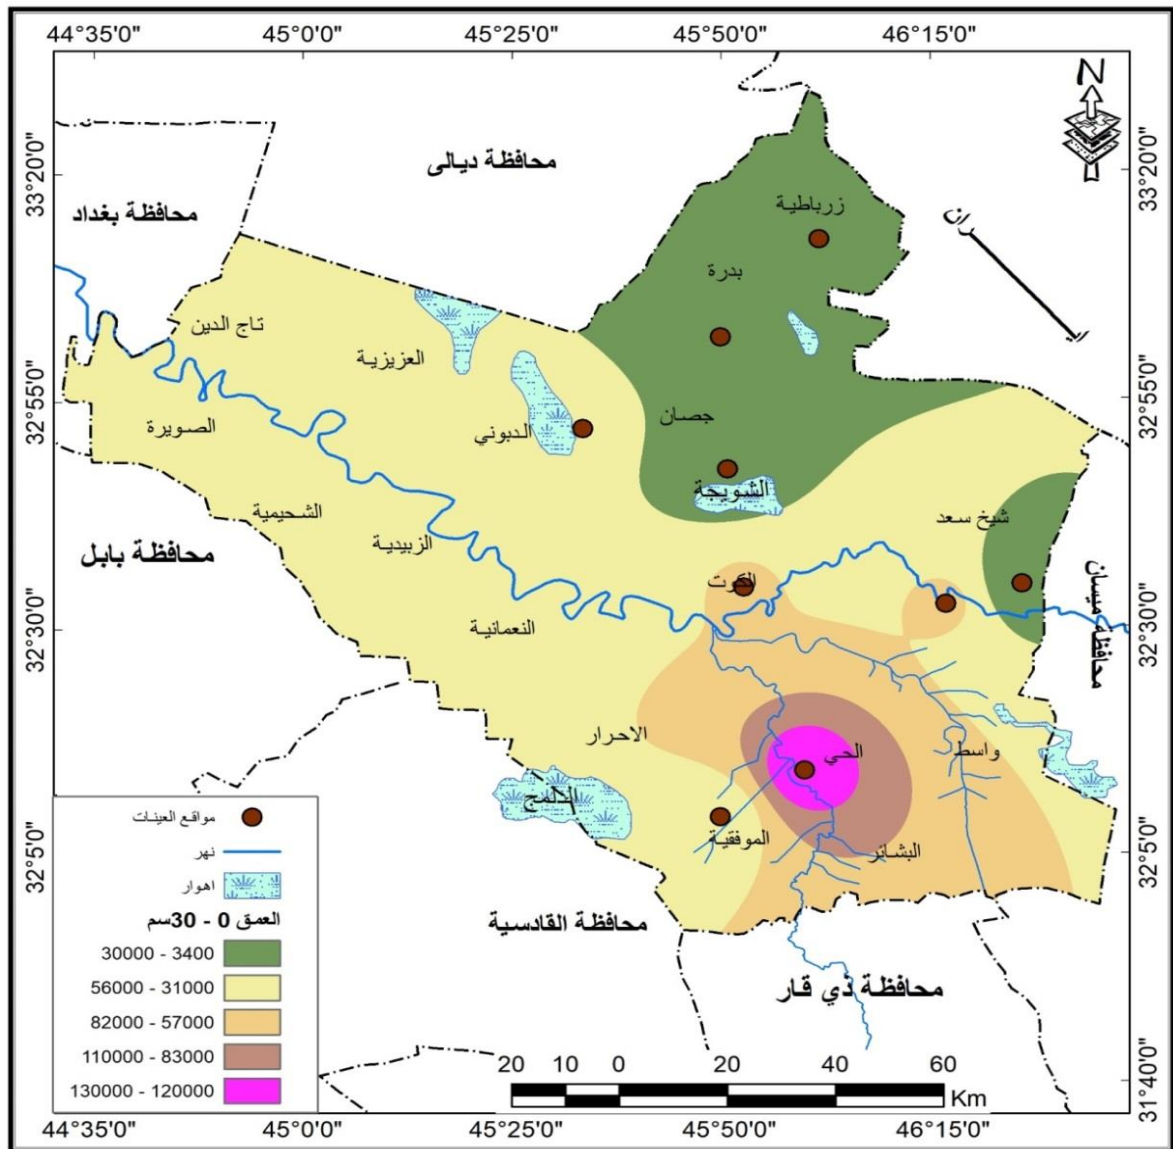 44°35'0" 45°0'0" 45°25'0" 45°50'0" 46°15'0"
N
33°20'0"
33°20'0"
محافظة ديالى
محافظة بغداد
زرباطية
بدرة
تاج الدين
العزيزية
32°55'0"
32°55'0"
جصان
الدبوني
الصويرة
الشويجة
شيخ سعد
الشحيمية
الزبيدية
محافظة بابل
الكوت
محافظة ميسان
النعمانية
32°30'0"
32°30'0"
الاحرار
الحي
واسط
الدلمج
الموفقية
البشائر
32°5'0"
32°5'0"
محافظة القادسية
محافظة ذي قار
مواقع العينات
نهر
اهوار
العمق 0 - 30سم
30000 - 3400
56000 - 31000
82000 - 57000
110000 - 83000
130000 - 120000
20 10 0 20 40 60
Km
31°40'0"
44°35'0" 45°0'0" 45°25'0" 45°50'0" 46°15'0"